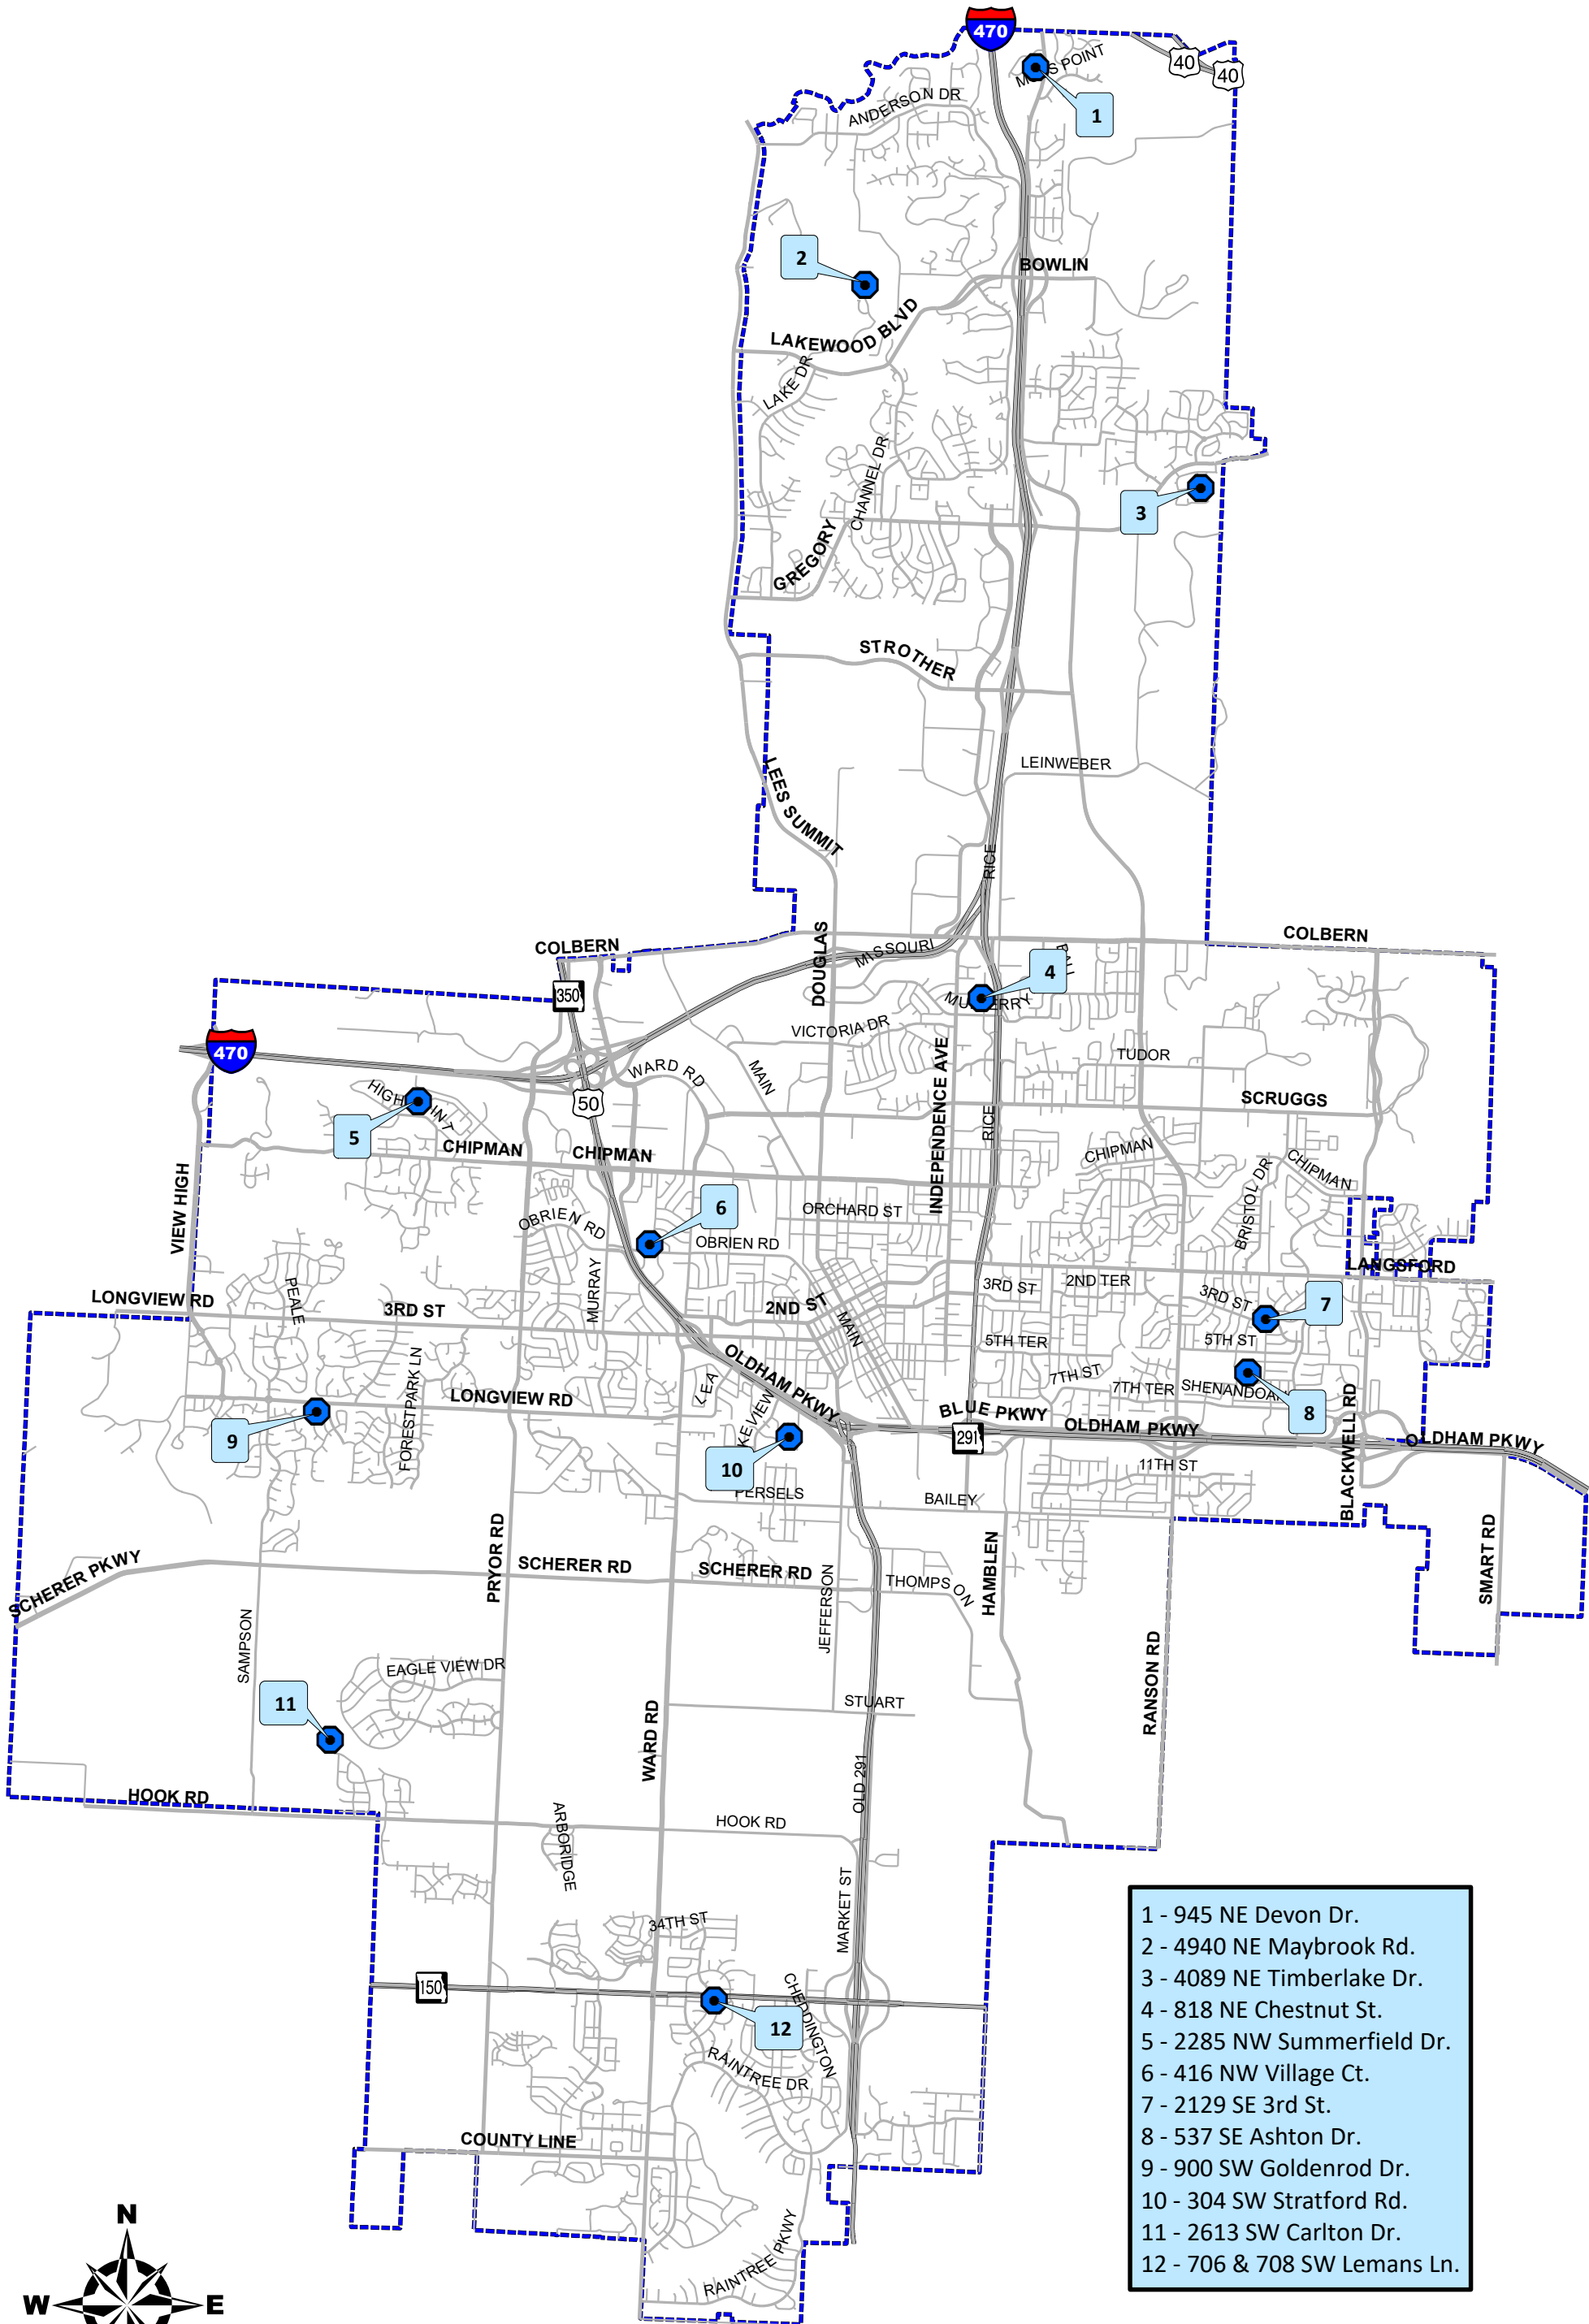 470
40
40
MLS POINT
ANDERSON DR
1
2
BOWLIN
LAKEWOOD BLVD
LAKE DR
CHANNEL DR
3
GREGORY
STROTHER
LEINWEBER
LEES SUMMIT
RICE
COLBERN
DOUGLAS
MISSOURI
COLBERN
4
350
VICTORIA DR
470
TUDOR
WARD RD
MAIN
INDEPENDENCE AVE
SCRUGGS
50
5
RICE
CHIPMAN
CHIPMAN
CHIPMAN
CHIPMAN
VIEW HIGH
6
ORCHARD ST
BRISTOL DR
OBRIEN RD
OBRIEN RD
LANGSFORD
MURRAY
3RD ST
2ND TER
3RD ST
7
PEALE
LONGVIEW RD
3RD ST
2ND ST
MAIN
5TH TER
5TH ST
OLDHAM PKWY
FORESTPARK LN
LEA
7TH ST
7TH TER
LONGVIEW RD
8
BLACKWELL RD
BLUE PKWY
OLDHAM PKWY
OLDHAM PKWY
9
291
10
11TH ST
BAILEY
PRYOR RD
SCHERER PKWY
SCHERER RD
SCHERER RD
HAMBLEN
THOMPSON
SMART RD
JEFFERSON
SAMPSON
RANSON RD
EAGLE VIEW DR
11
STUART
WARD RD
OLD 291
HOOK RD
HOOK RD
ARBORIDGE
MARKET ST
34TH ST
150
CHEDDINGTON
12
RAINTREE DR
COUNTY LINE
RAINTREE PKWY
1 - 945 NE Devon Dr.
2 - 4940 NE Maybrook Rd.
3 - 4089 NE Timberlake Dr.
4 - 818 NE Chestnut St.
5 - 2285 NW Summerfield Dr.
6 - 416 NW Village Ct.
7 - 2129 SE 3rd St.
8 - 537 SE Ashton Dr.
9 - 900 SW Goldenrod Dr.
10 - 304 SW Stratford Rd.
11 - 2613 SW Carlton Dr.
12 - 706 & 708 SW Lemans Ln.
N
W
E